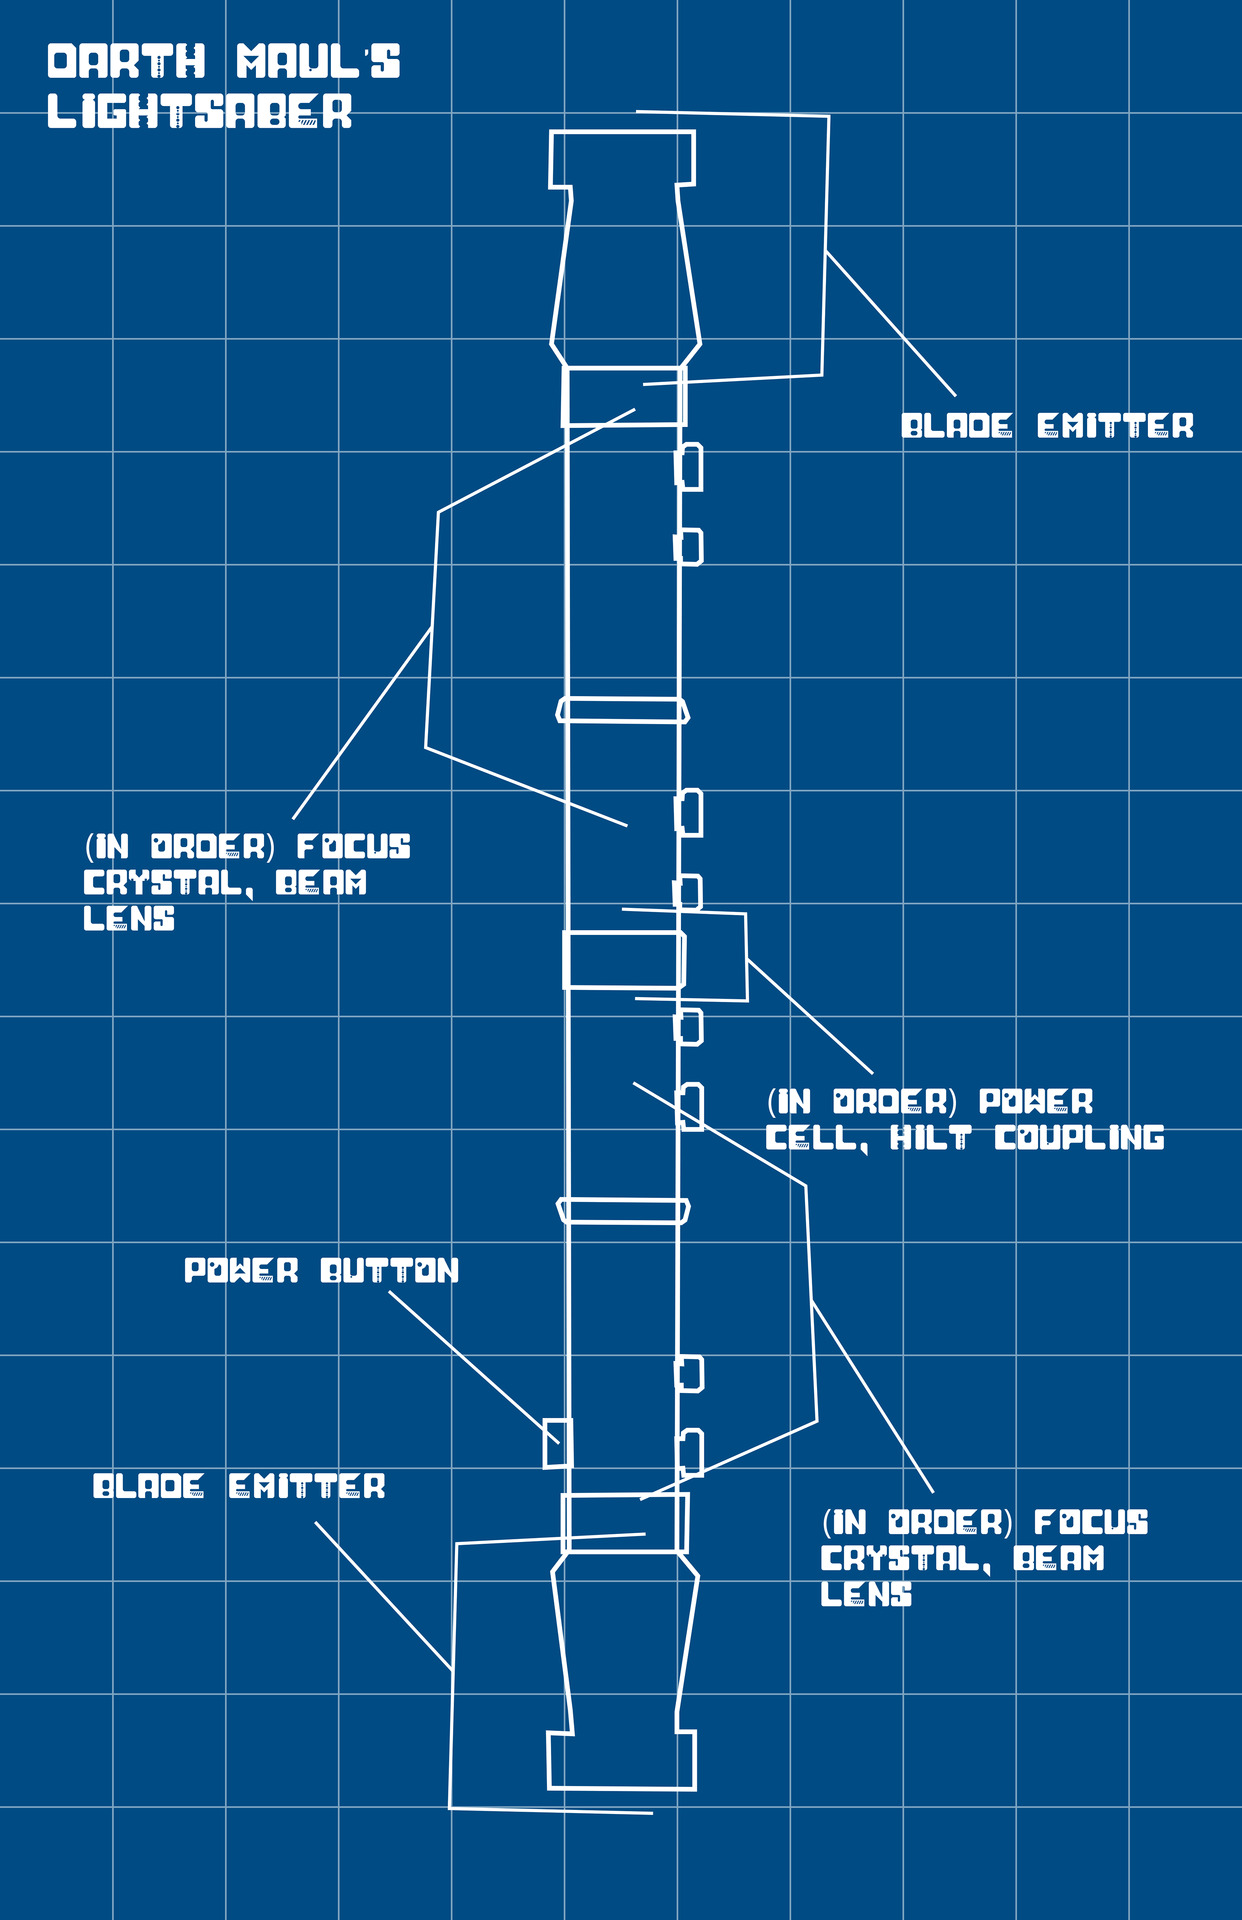 DARTH MAUL'S
LIGHTSABER
BLADE EMITTER
(IN ORDER) FOCUS
CRYSTAL, BEAM
LENS
(IN ORDER) POWER
CELL, HILT COUPLING
POWER BUTTON
BLADE EMITTER
(IN ORDER) FOCUS
CRYSTAL, BEAM
LENS